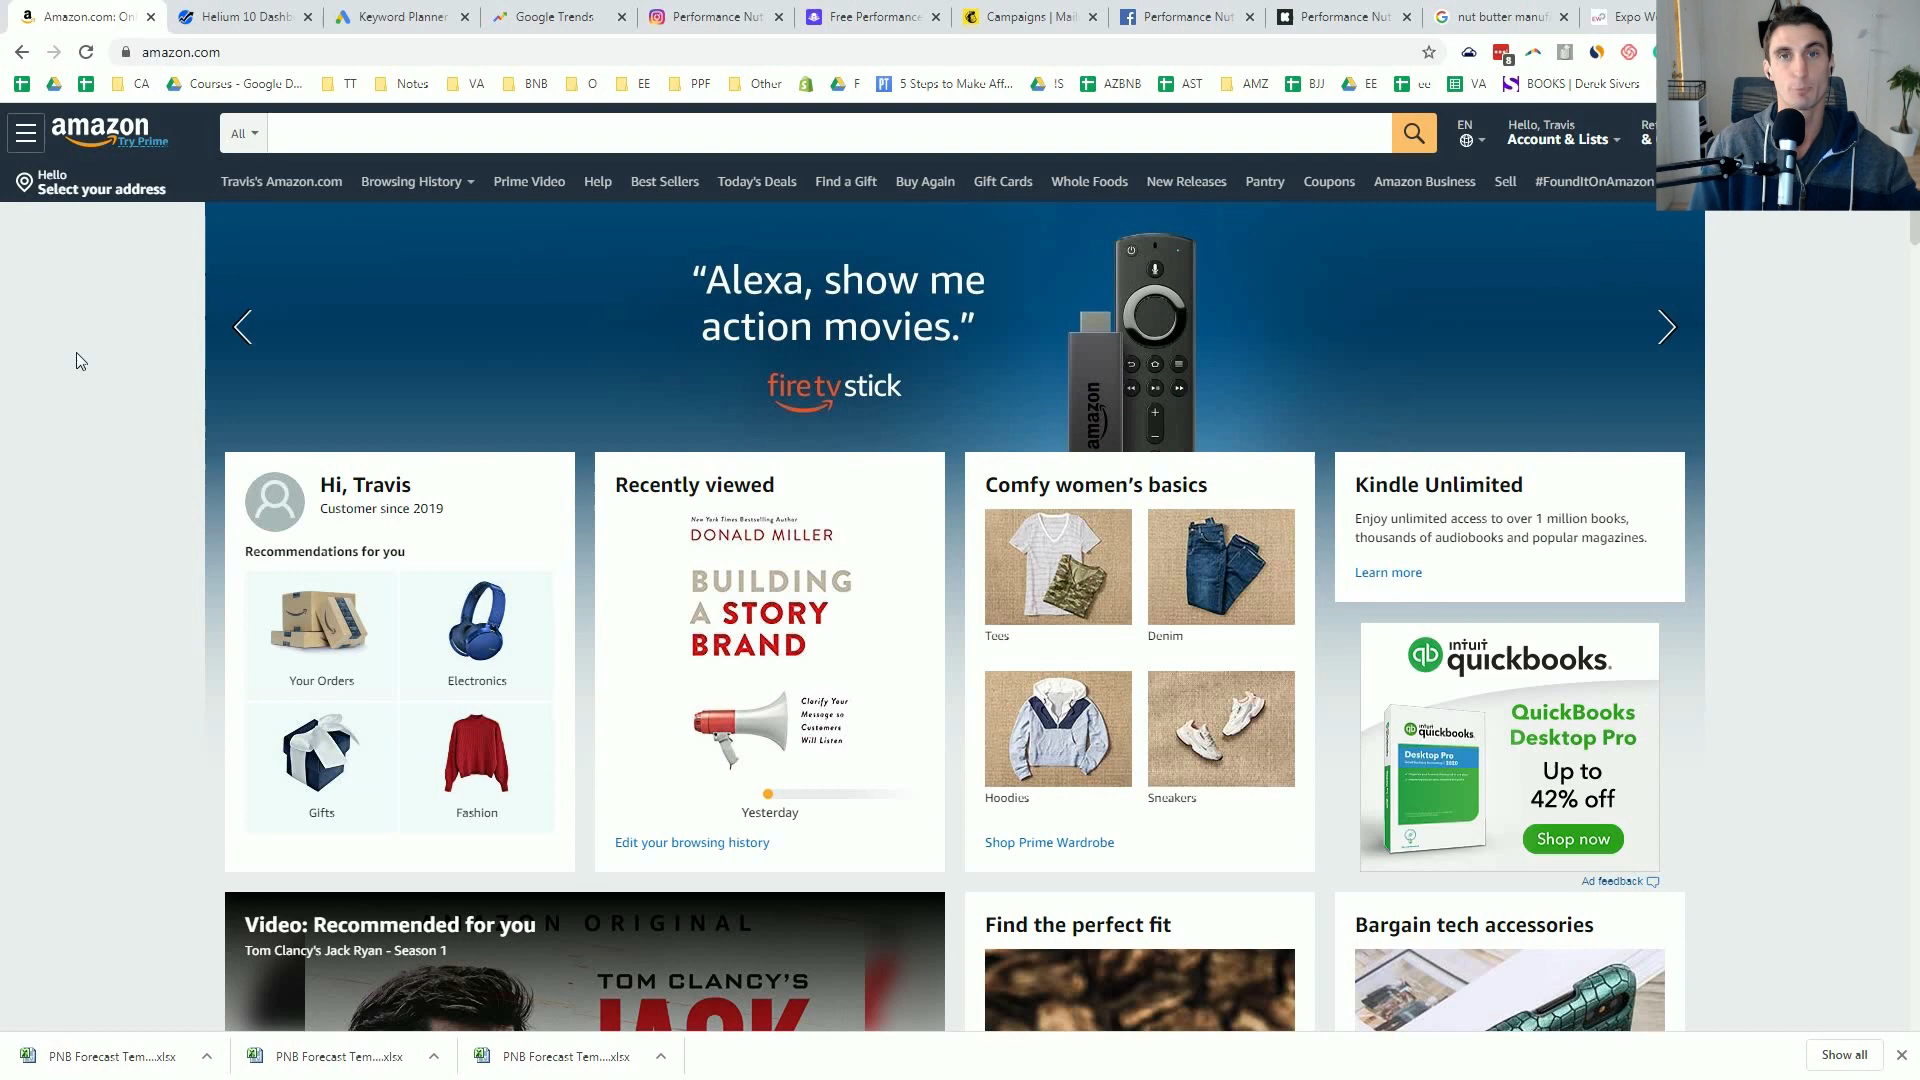 Amazon.com: Onl
Helium 10 Dashb
Keyword Planner
Google Trends
Performance Nut
Free Performance
Campaigns | Mail
Performance Nut
Performance Nut
nut butter manuf
Expo W
amazon.com
8
CA
Courses - Google D...
TT
Notes
VA
BNB
O
EE
PPF
Other
F
5 Steps to Make Aff...
!S
AZBNB
AST
AMZ
BJJ
EE
ee
VA
BOOKS | Derek Sivers
amazon
Try Prime
All
EN
Hello, Travis
Account & Lists
Ret
&
Hello
Select your address
Travis's Amazon.com
Browsing History
Prime Video
Help
Best Sellers
Today's Deals
Find a Gift
Buy Again
Gift Cards
Whole Foods
New Releases
Pantry
Coupons
Amazon Business
Sell
#FoundItOnAmazon
“Alexa, show me
action movies.”
fire tv stick
amazon
Hi, Travis
Customer since 2019
Recommendations for you
Your Orders
Electronics
Gifts
Fashion
Recently viewed
New York Times Bestselling Author
DONALD MILLER
BUILDING
A STORY
BRAND
Clarify Your
Message so
Customers
Will Listen
Yesterday
Edit your browsing history
Comfy women’s basics
Tees
Denim
Hoodies
Sneakers
Shop Prime Wardrobe
Kindle Unlimited
Enjoy unlimited access to over 1 million books,
thousands of audiobooks and popular magazines.
Learn more
qb
intuit
quickbooks.
QuickBooks
Desktop Pro
Up to
42% off
Shop now
intuit
quickbooks.
Desktop Pro
Ad feedback
Video: Recommended for you
Tom Clancy's Jack Ryan - Season 1
TOM CLANCY'S
JACK
Find the perfect fit
Bargain tech accessories
PNB Forecast Tem....xlsx
PNB Forecast Tem....xlsx
PNB Forecast Tem....xlsx
Show all